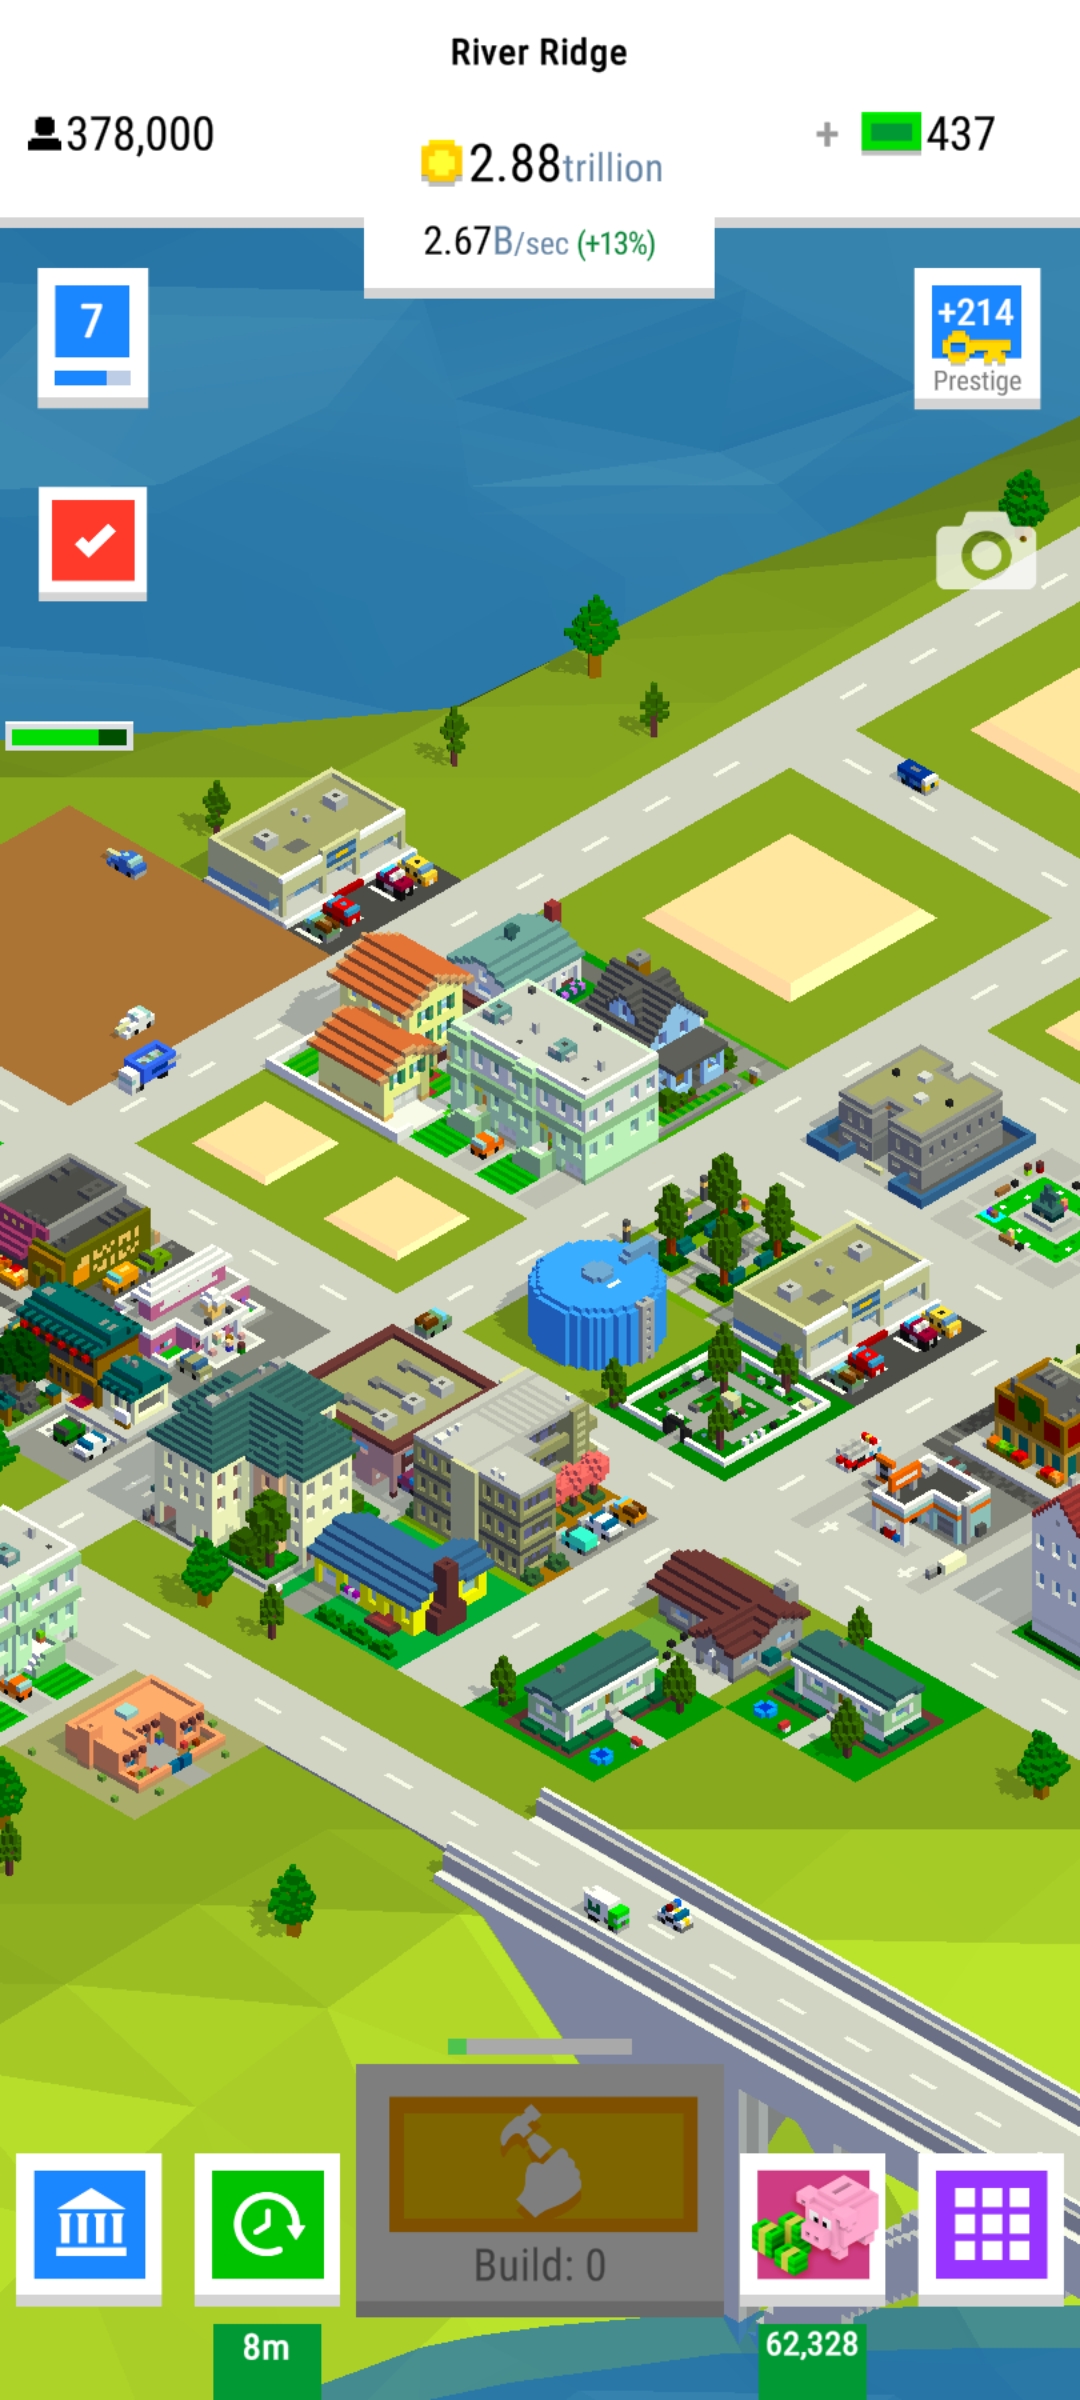 River Ridge
378,000
2.88trillion
+ 437
2.67B/sec (+13%)
7
+214
Prestige
Build: 0
8m
62,328